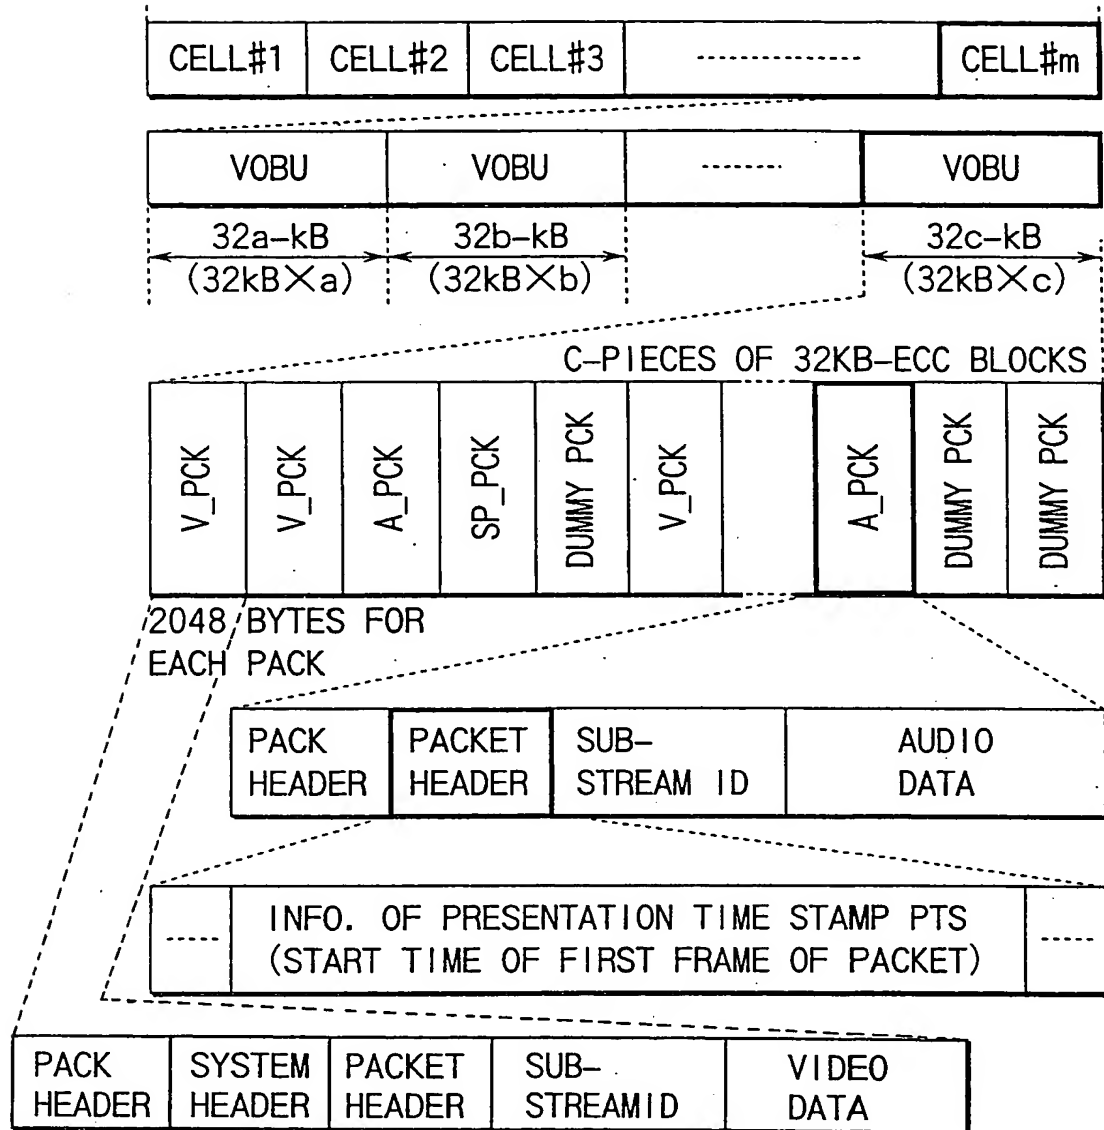 CELL#1 CELL#2 CELL#3 CELL#m
VOBU VOBU VOBU
32a-kB 32b-kB 32c-kB
(32kB×a) (32kB×b) (32kB×c)
C-PIECES OF 32KB-ECC BLOCKS
V_PCK V_PCK A_PCK SP_PCK DUMMY PCK V_PCK A_PCK DUMMY PCK DUMMY PCK
2048 BYTES FOR
EACH PACK
PACK PACKET SUB- AUDIO
HEADER HEADER STREAM ID DATA
INFO. OF PRESENTATION TIME STAMP PTS
(START TIME OF FIRST FRAME OF PACKET)
PACK SYSTEM PACKET SUB- VIDEO
HEADER HEADER HEADER STREAMID DATA